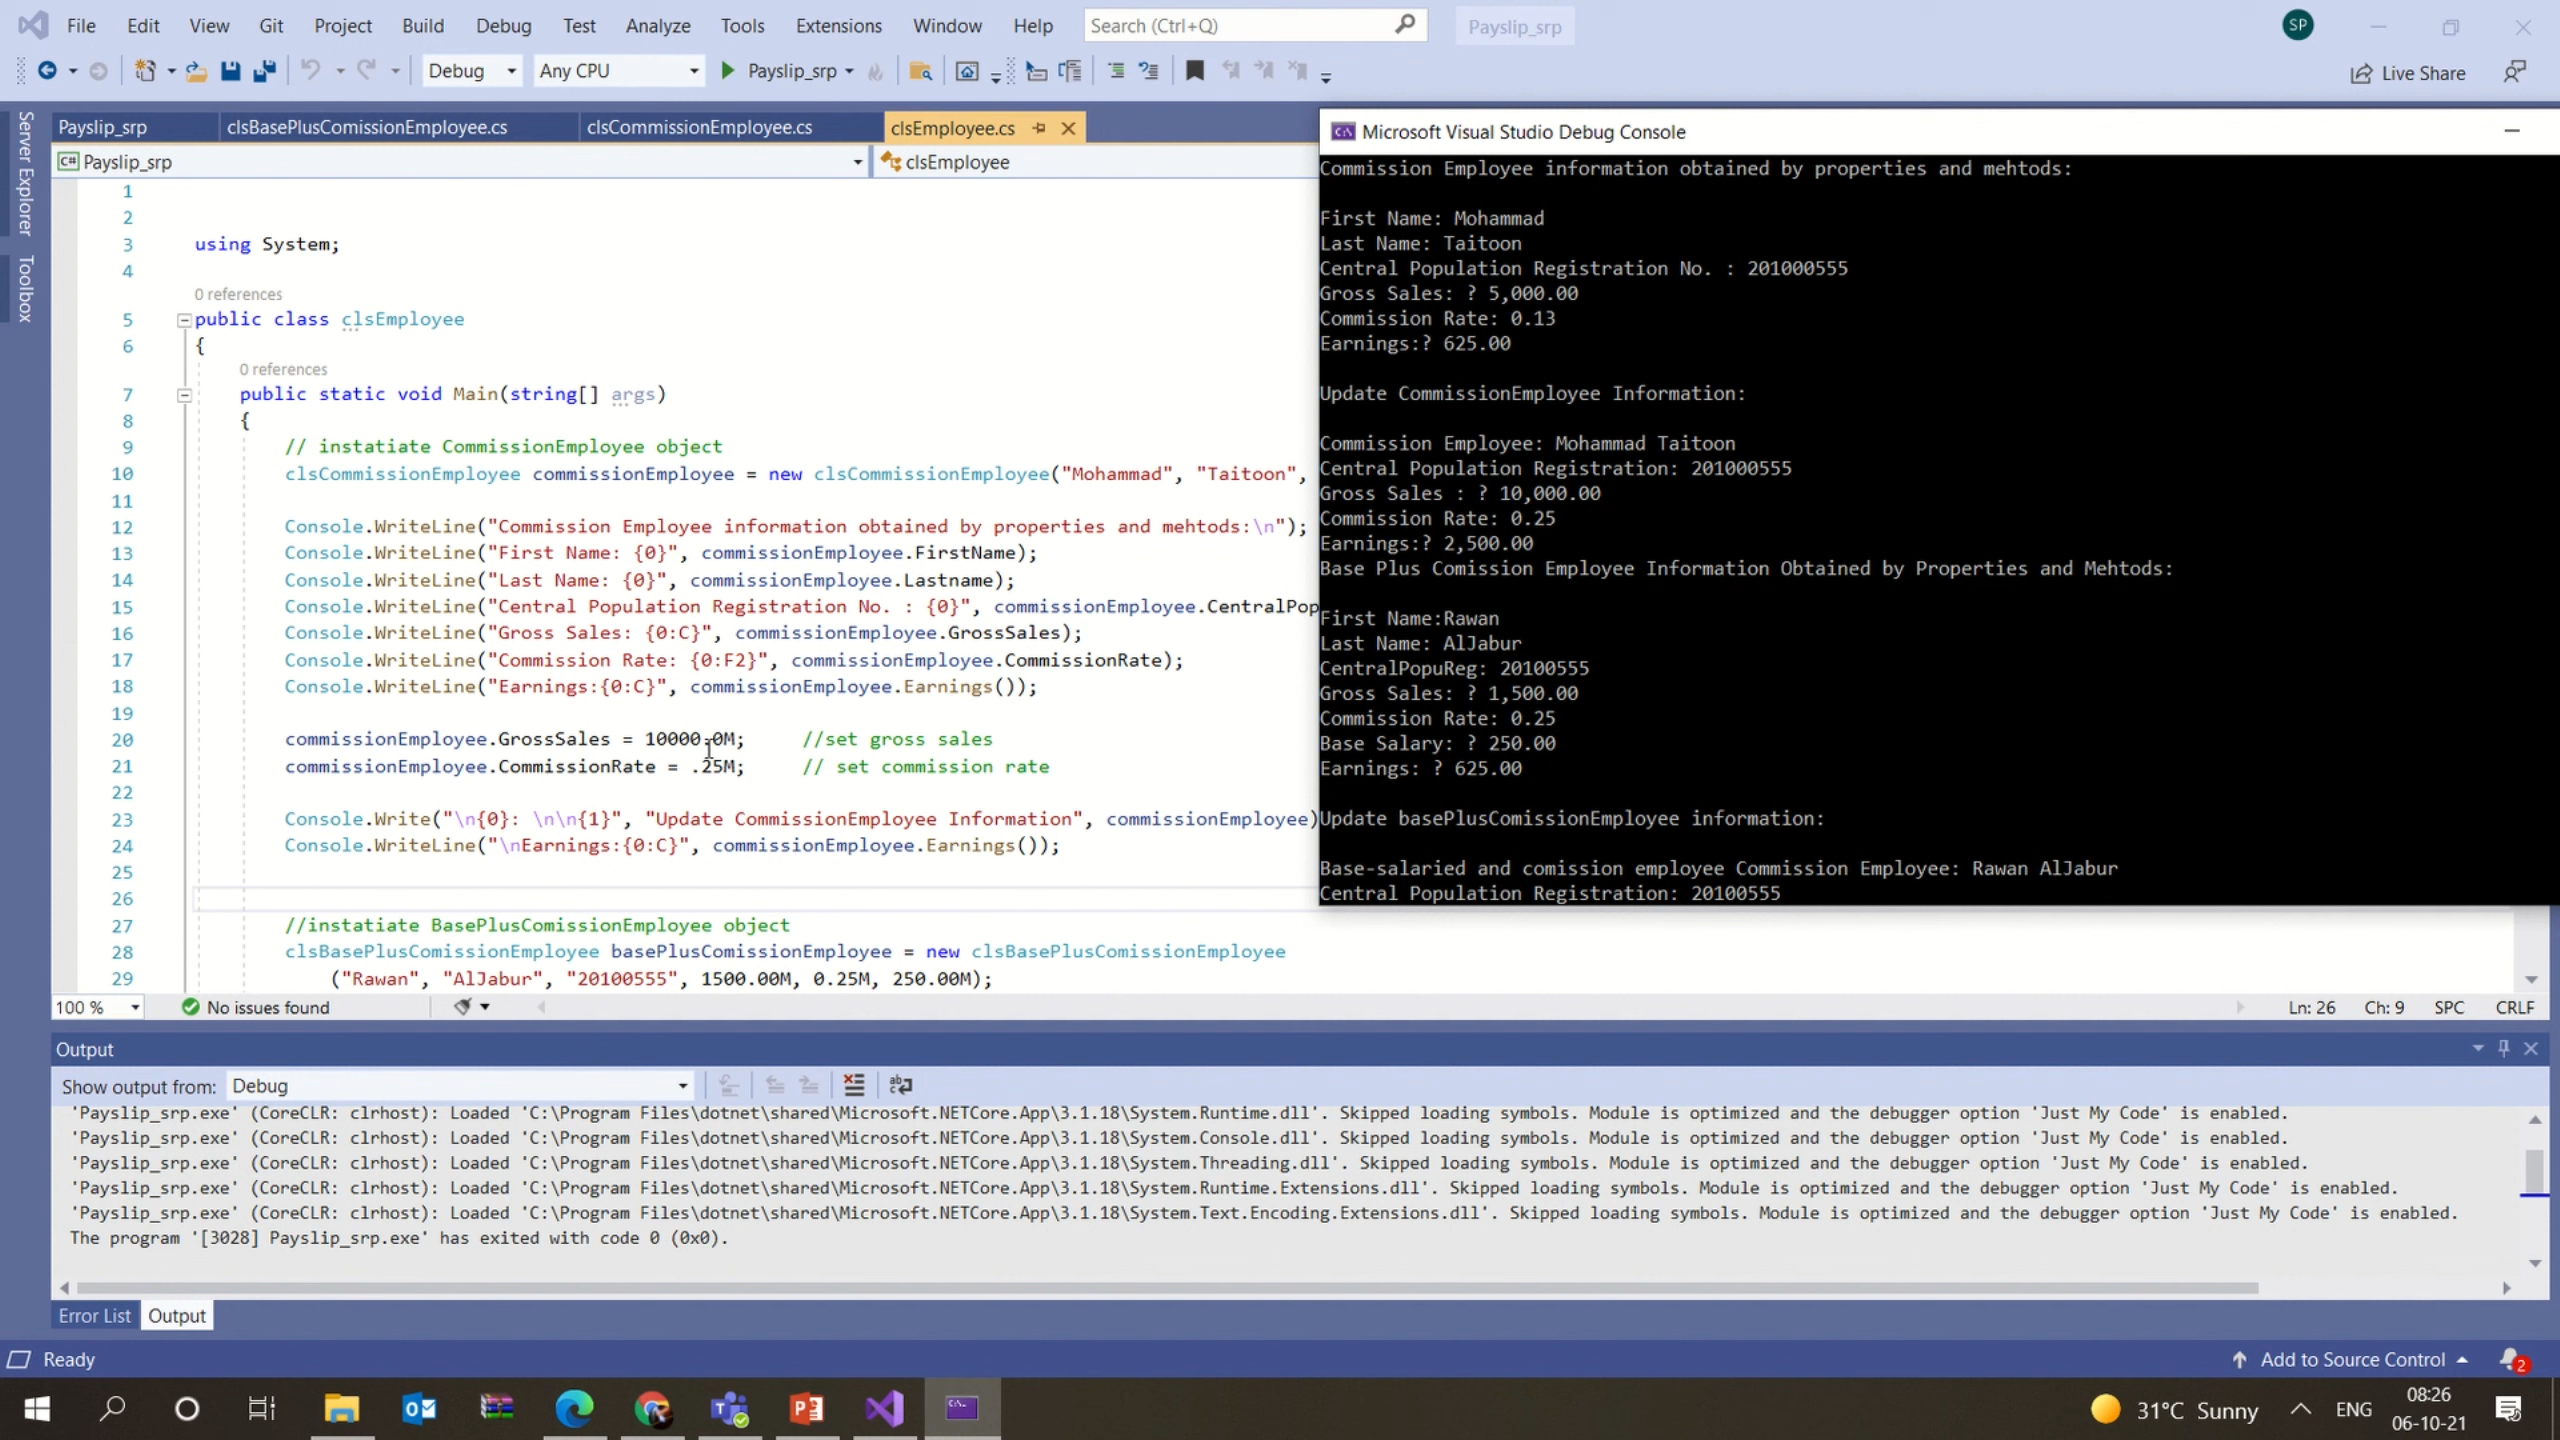 File Edit View Git Project Build Debug Test Analyze Tools Extensions Window Help Search (Ctrl+Q) Payslip_srp SP
Debug Any CPU Payslip_srp Live Share
Server Explorer
Toolbox
Payslip_srp clsBasePlusComissionEmployee.cs clsCommissionEmployee.cs clsEmployee.cs
C# Payslip_srp clsEmployee
1
2
3 using System;
4
0 references
5 public class clsEmployee
6 {
0 references
7 public static void Main(string[] args)
8 {
9 // instatiate CommissionEmployee object
10 clsCommissionEmployee commissionEmployee = new clsCommissionEmployee("Mohammad", "Taitoon",
11
12 Console.WriteLine("Commission Employee information obtained by properties and mehtods:\n");
13 Console.WriteLine("First Name: {0}", commissionEmployee.FirstName);
14 Console.WriteLine("Last Name: {0}", commissionEmployee.Lastname);
15 Console.WriteLine("Central Population Registration No. : {0}", commissionEmployee.CentralPop
16 Console.WriteLine("Gross Sales: {0:C}", commissionEmployee.GrossSales);
17 Console.WriteLine("Commission Rate: {0:F2}", commissionEmployee.CommissionRate);
18 Console.WriteLine("Earnings:{0:C}", commissionEmployee.Earnings());
19
20 commissionEmployee.GrossSales = 10000.0M; //set gross sales
21 commissionEmployee.CommissionRate = .25M; // set commission rate
22
23 Console.Write("\n{0}: \n\n{1}", "Update CommissionEmployee Information", commissionEmployee)
24 Console.WriteLine("\nEarnings:{0:C}", commissionEmployee.Earnings());
25
26
27 //instatiate BasePlusComissionEmployee object
28 clsBasePlusComissionEmployee basePlusComissionEmployee = new clsBasePlusComissionEmployee
29 ("Rawan", "AlJabur", "20100555", 1500.00M, 0.25M, 250.00M);
Microsoft Visual Studio Debug Console
Commission Employee information obtained by properties and mehtods:
First Name: Mohammad
Last Name: Taitoon
Central Population Registration No. : 201000555
Gross Sales: ? 5,000.00
Commission Rate: 0.13
Earnings:? 625.00
Update CommissionEmployee Information:
Commission Employee: Mohammad Taitoon
Central Population Registration: 201000555
Gross Sales : ? 10,000.00
Commission Rate: 0.25
Earnings:? 2,500.00
Base Plus Comission Employee Information Obtained by Properties and Mehtods:
First Name:Rawan
Last Name: AlJabur
CentralPopuReg: 20100555
Gross Sales: ? 1,500.00
Commission Rate: 0.25
Base Salary: ? 250.00
Earnings: ? 625.00
Update basePlusComissionEmployee information:
Base-salaried and comission employee Commission Employee: Rawan AlJabur
Central Population Registration: 20100555
100 % No issues found Ln: 26 Ch: 9 SPC CRLF
Output
Show output from: Debug
'Payslip_srp.exe' (CoreCLR: clrhost): Loaded 'C:\Program Files\dotnet\shared\Microsoft.NETCore.App\3.1.18\System.Runtime.dll'. Skipped loading symbols. Module is optimized and the debugger option 'Just My Code' is enabled.
'Payslip_srp.exe' (CoreCLR: clrhost): Loaded 'C:\Program Files\dotnet\shared\Microsoft.NETCore.App\3.1.18\System.Console.dll'. Skipped loading symbols. Module is optimized and the debugger option 'Just My Code' is enabled.
'Payslip_srp.exe' (CoreCLR: clrhost): Loaded 'C:\Program Files\dotnet\shared\Microsoft.NETCore.App\3.1.18\System.Threading.dll'. Skipped loading symbols. Module is optimized and the debugger option 'Just My Code' is enabled.
'Payslip_srp.exe' (CoreCLR: clrhost): Loaded 'C:\Program Files\dotnet\shared\Microsoft.NETCore.App\3.1.18\System.Runtime.Extensions.dll'. Skipped loading symbols. Module is optimized and the debugger option 'Just My Code' is enabled.
'Payslip_srp.exe' (CoreCLR: clrhost): Loaded 'C:\Program Files\dotnet\shared\Microsoft.NETCore.App\3.1.18\System.Text.Encoding.Extensions.dll'. Skipped loading symbols. Module is optimized and the debugger option 'Just My Code' is enabled.
The program '[3028] Payslip_srp.exe' has exited with code 0 (0x0).
Error List Output
Ready Add to Source Control 2
31°C Sunny ENG 08:26
06-10-21